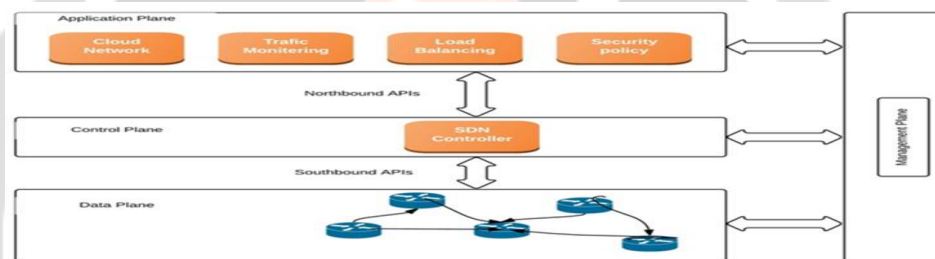 Application Plane
Cloud
Network
Trafic
Monitering
Load
Balancing
Security
policy
Northbound APIs
Control Plane
SDN
Controller
Management Plane
Southbound APIs
Data Plane